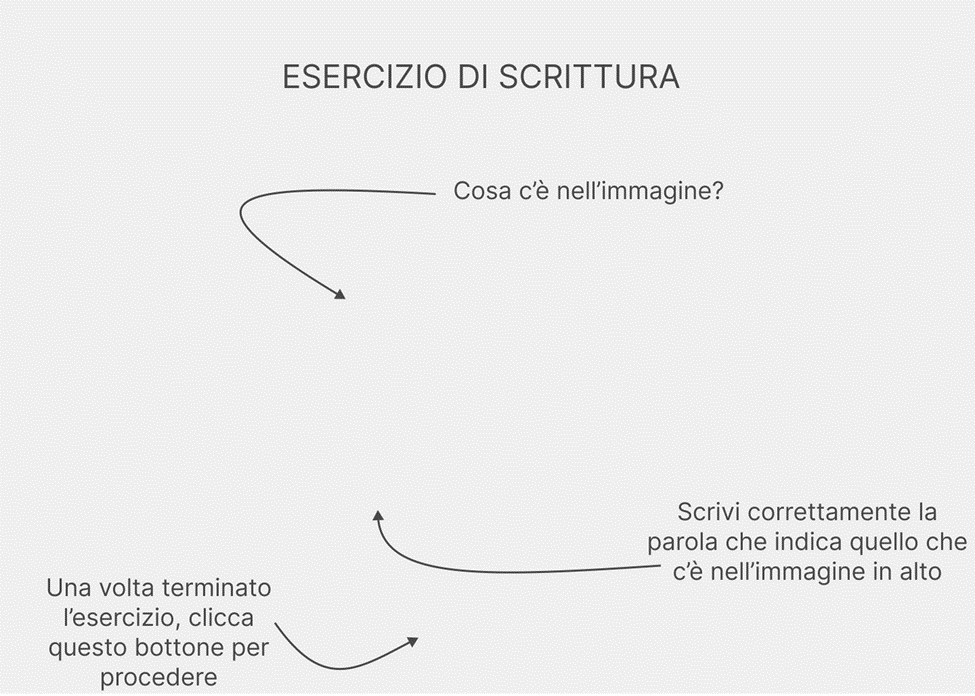 ESERCIZIO DI SCRITTURA
Cosa c'è nell'immagine?
Scrivi correttamente la
parola che indica quello che
c'è nell'immagine in alto
Una volta terminato
l'esercizio, clicca
questo bottone per
procedere